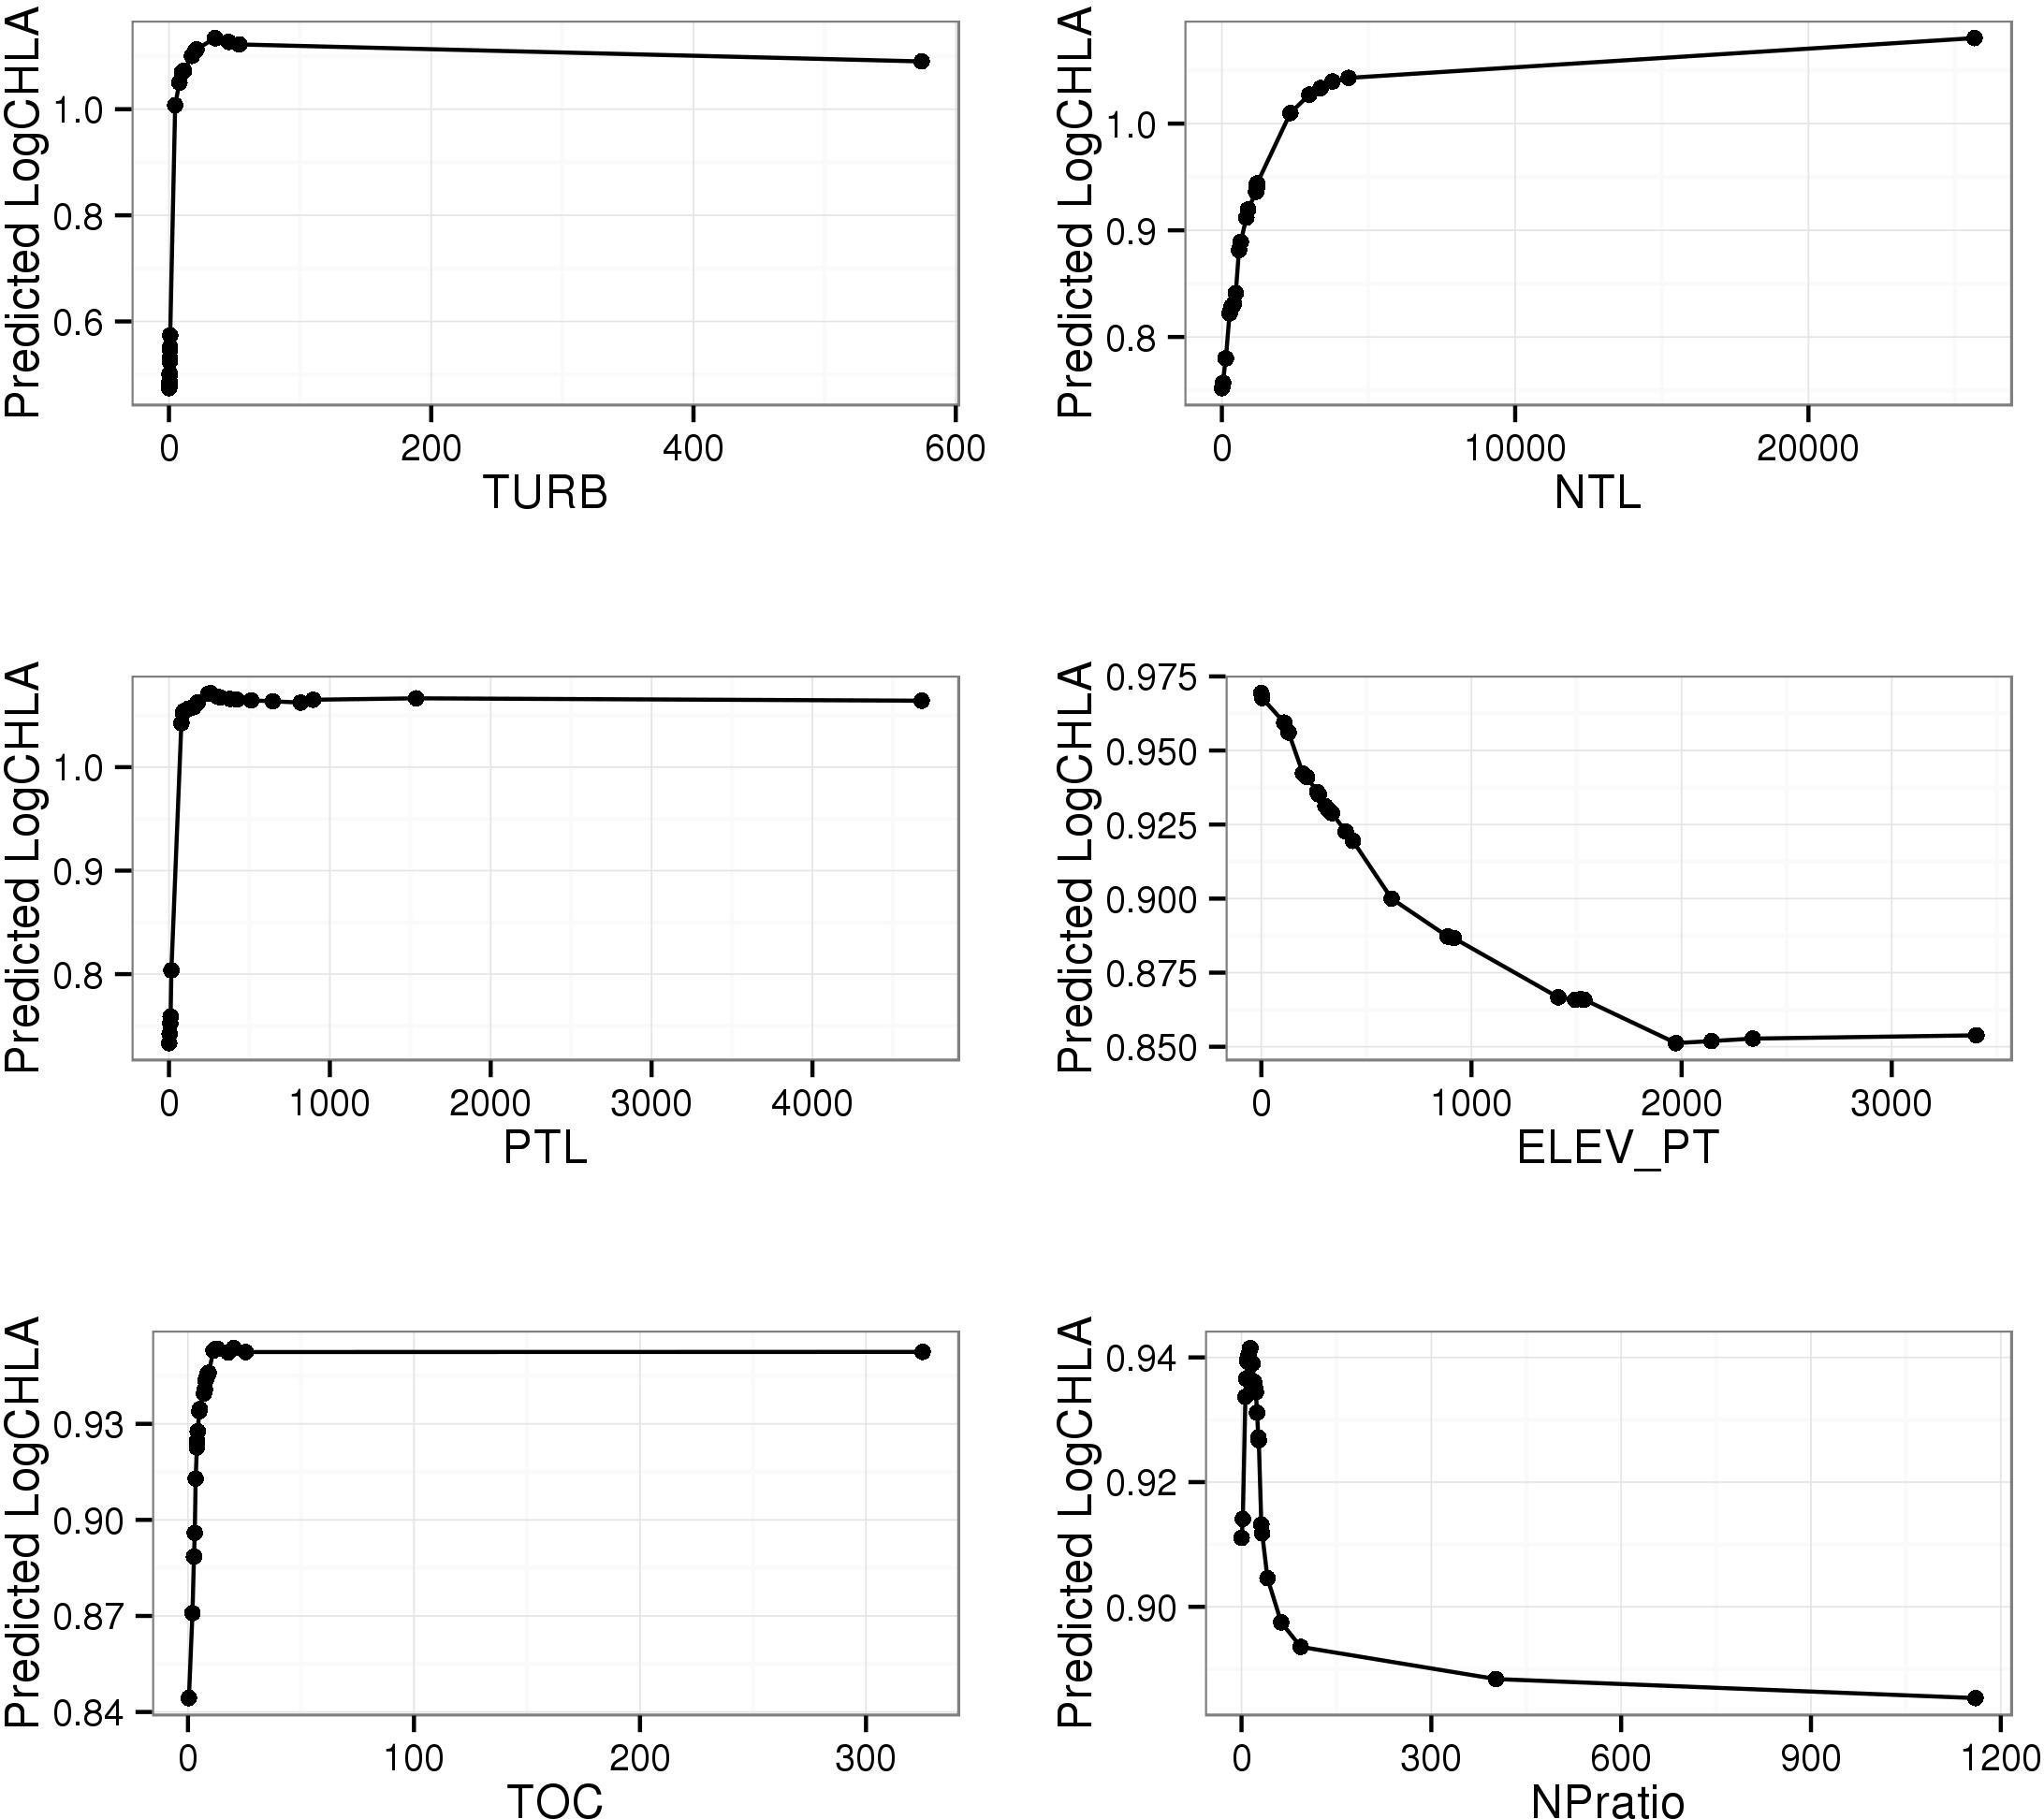 Predicted LogCHLA
1.0
0.8
0.6
0 200 400 600
TURB
Predicted LogCHLA
1.0
0.9
0.8
0 10000 20000
NTL
Predicted LogCHLA
1.0
0.9
0.8
0 1000 2000 3000 4000
PTL
Predicted LogCHLA
0.975
0.950
0.925
0.900
0.875
0.850
0 1000 2000 3000
ELEV_PT
Predicted LogCHLA
0.93
0.90
0.87
0.84
0 100 200 300
TOC
Predicted LogCHLA
0.94
0.92
0.90
0 300 600 900 1200
NPratio